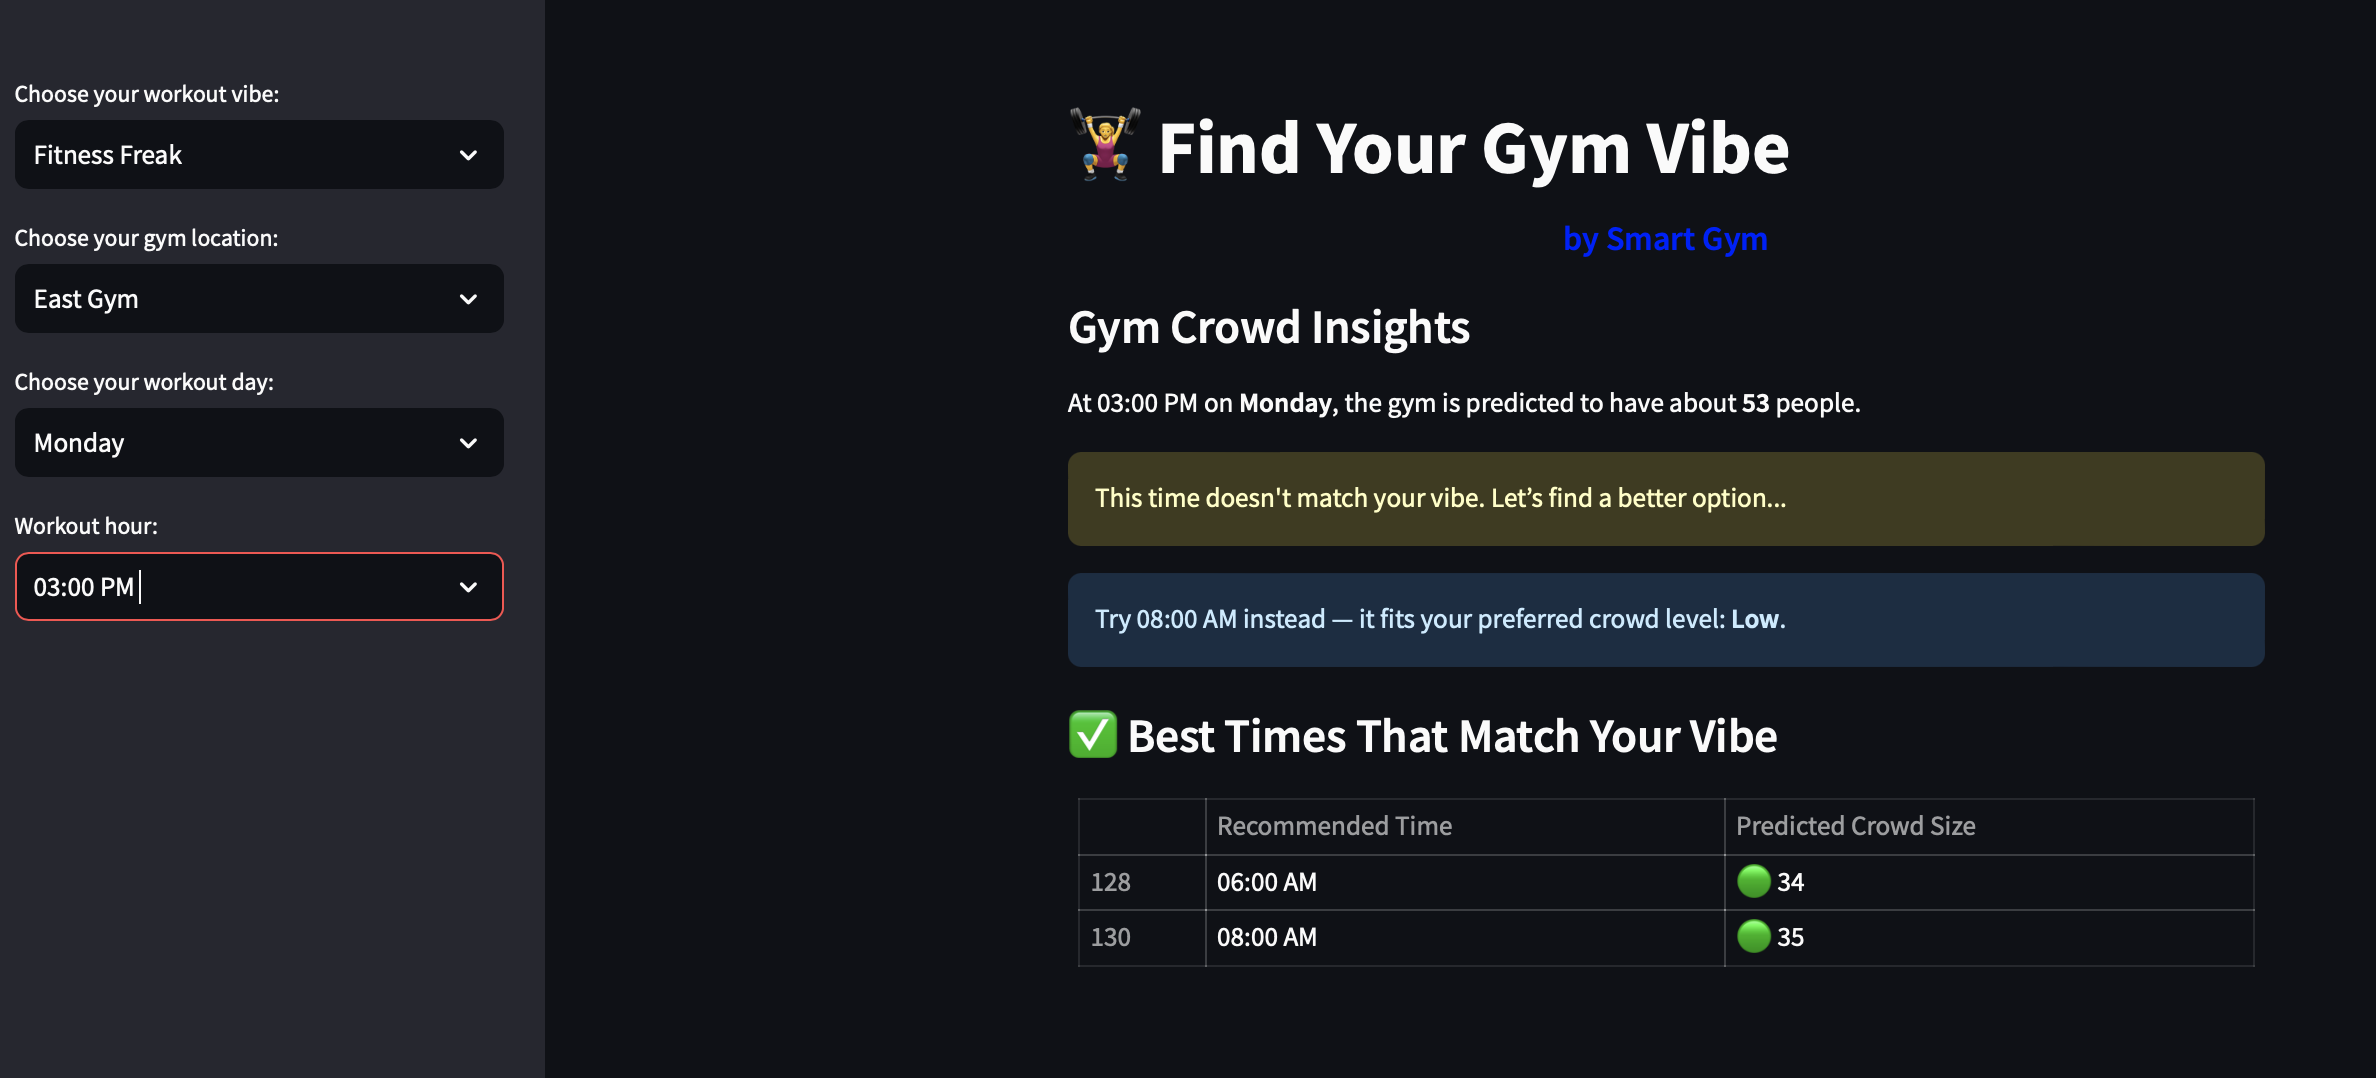 Choose your workout vibe:
Fitness Freak
Choose your gym location:
East Gym
Choose your workout day:
Monday
Workout hour:
03:00 PM
Find Your Gym Vibe
by Smart Gym
Gym Crowd Insights
At 03:00 PM on Monday, the gym is predicted to have about 53 people.
This time doesn't match your vibe. Let’s find a better option...
Try 08:00 AM instead — it fits your preferred crowd level: Low.
Best Times That Match Your Vibe
Recommended Time Predicted Crowd Size
128 06:00 AM 34
130 08:00 AM 35